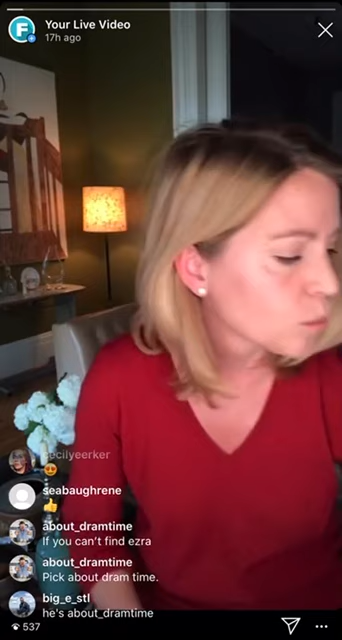 F
Your Live Video
17h ago
cecilyeerker
😍
seabaughrene
👍
about_dramtime
If you can't find ezra
about_dramtime
Pick about dram time.
big_e_stl
he's about_dramtime
537